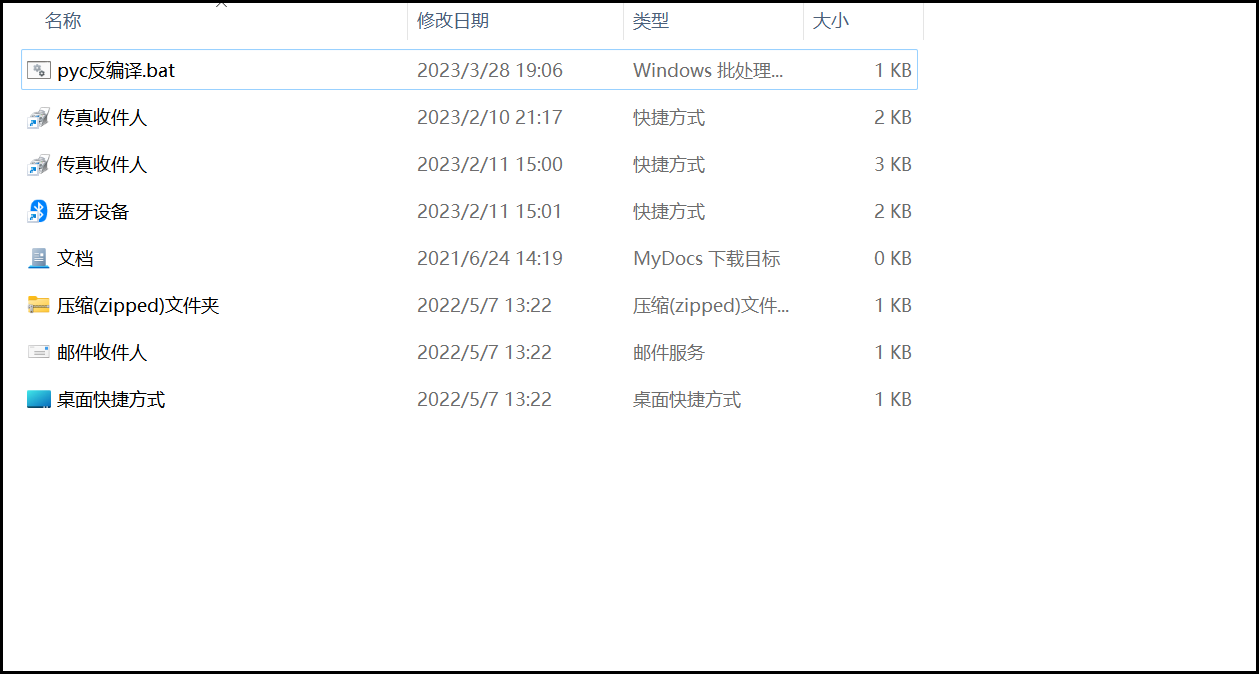 名称 修改日期 类型 大小
pyc反编译.bat 2023/3/28 19:06 Windows 批处理... 1 KB
传真收件人 2023/2/10 21:17 快捷方式 2 KB
传真收件人 2023/2/11 15:00 快捷方式 3 KB
蓝牙设备 2023/2/11 15:01 快捷方式 2 KB
文档 2021/6/24 14:19 MyDocs 下载目标 0 KB
压缩(zipped)文件夹 2022/5/7 13:22 压缩(zipped)文件... 1 KB
邮件收件人 2022/5/7 13:22 邮件服务 1 KB
桌面快捷方式 2022/5/7 13:22 桌面快捷方式 1 KB